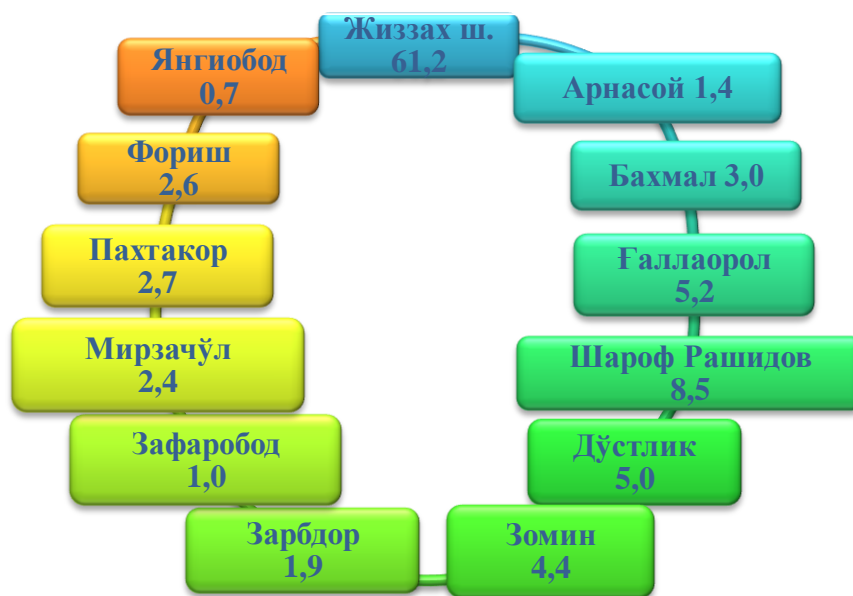 Жиззах ш.
61,2
Арнасой 1,4
Бахмал 3,0
Ғаллаорол
5,2
Шароф Рашидов
8,5
Дўстлик
5,0
Зомин
4,4
Зарбдор
1,9
Зафаробод
1,0
Мирзачўл
2,4
Пахтакор
2,7
Фориш
2,6
Янгиобод
0,7